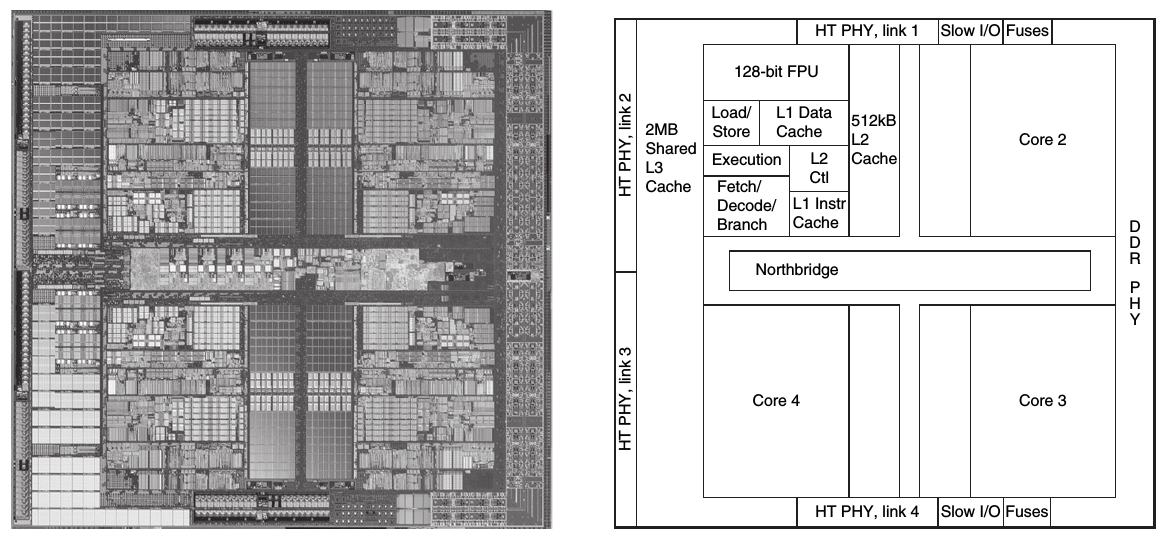 HT PHY, link 1
Slow I/O
Fuses
HT PHY, link 2
2MB
Shared
L3
Cache
128-bit FPU
Load/
Store
L1 Data
Cache
Execution
L2
Ctl
Fetch/
Decode/
Branch
L1 Instr
Cache
512kB
L2
Cache
Core 2
Northbridge
D
D
R
P
H
Y
HT PHY, link 3
Core 4
Core 3
HT PHY, link 4
Slow I/O
Fuses